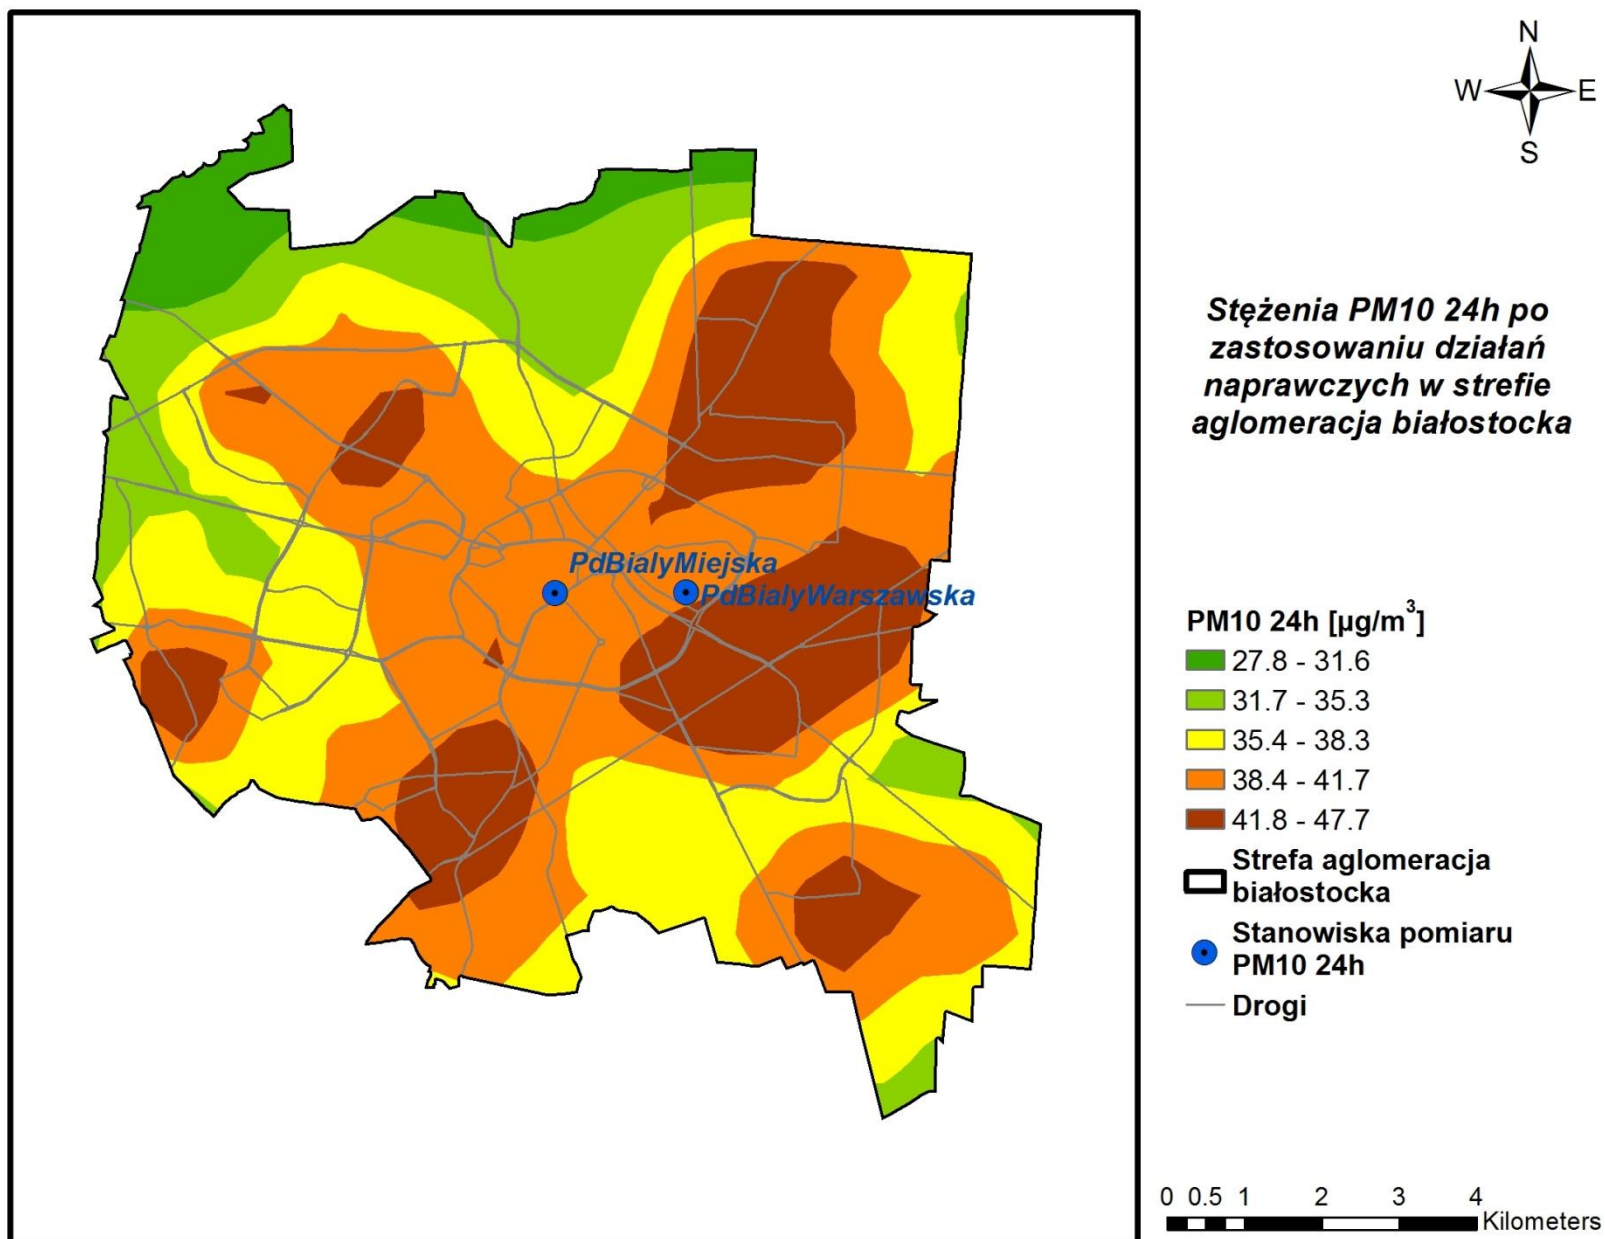 N
W E
S
Stężenia PM10 24h po
zastosowaniu działań
naprawczych w strefie
aglomeracja białostocka
PdBialyMiejska
PdBialyWarszawska
PM10 24h [µg/m³]
27.8 - 31.6
31.7 - 35.3
35.4 - 38.3
38.4 - 41.7
41.8 - 47.7
Strefa aglomeracja
białostocka
Stanowiska pomiaru
PM10 24h
Drogi
0 0.5 1 2 3 4
Kilometers